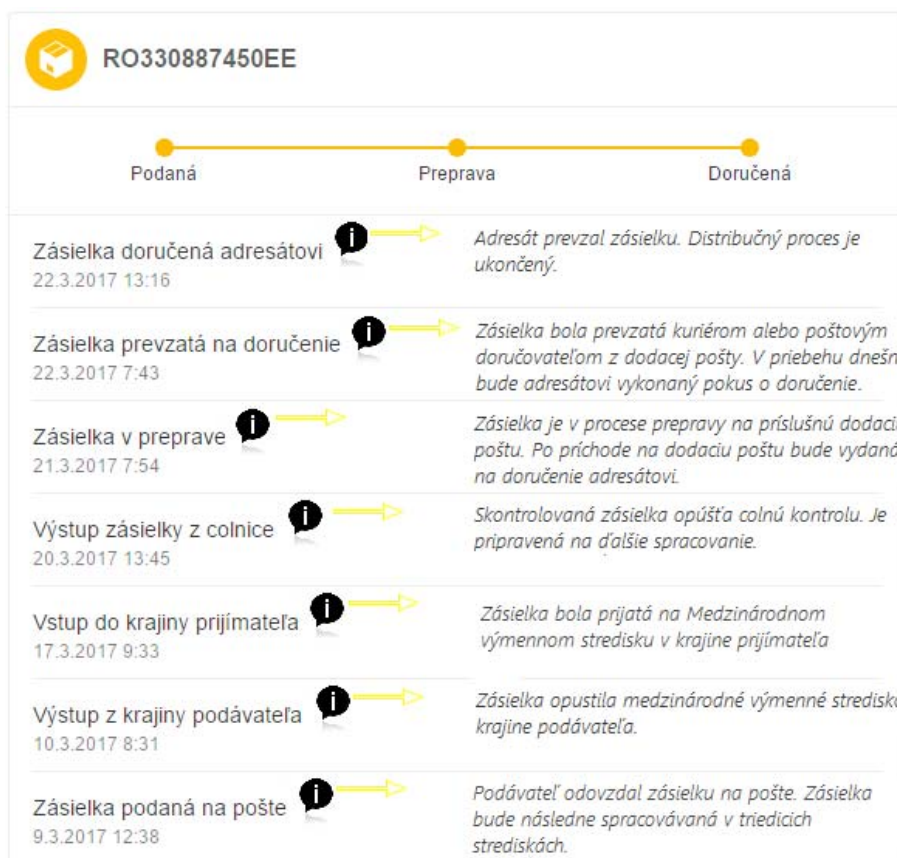 RO330887450EE
Podaná Preprava Doručená
Zásielka doručená adresátovi
22.3.2017 13:16
Adresát prevzal zásielku. Distribučný proces je
ukončený.
Zásielka prevzatá na doručenie
22.3.2017 7:43
Zásielka bola prevzatá kuriérom alebo poštovým
doručovateľom z dodacej pošty. V priebehu
bude adresátovi vykonaný pokus o doručenie.
Zásielka v preprave
21.3.2017 7:54
Zásielka je v procese prepravy na príslušnú
poštu. Po príchode na dodaciu poštu bude vydaná
na doručenie adresátovi.
Výstup zásielky z colnice
20.3.2017 13:45
Skontrolovaná zásielka opúšťa colnú kontrolu. Je
pripravená na ďalšie spracovanie.
Vstup do krajiny prijímateľa
17.3.2017 9:33
Zásielka bola prijatá na Medzinárodnom
výmennom stredisku v krajine prijímateľa
Výstup z krajiny podávateľa
10.3.2017 8:31
Zásielka opustila medzinárodné výmenné
krajine podávateľa.
Zásielka podaná na pošte
9.3.2017 12:38
Podávateľ odovzdal zásielku na pošte. Zásielka
bude následne spracovávaná v triedicich
strediskách.